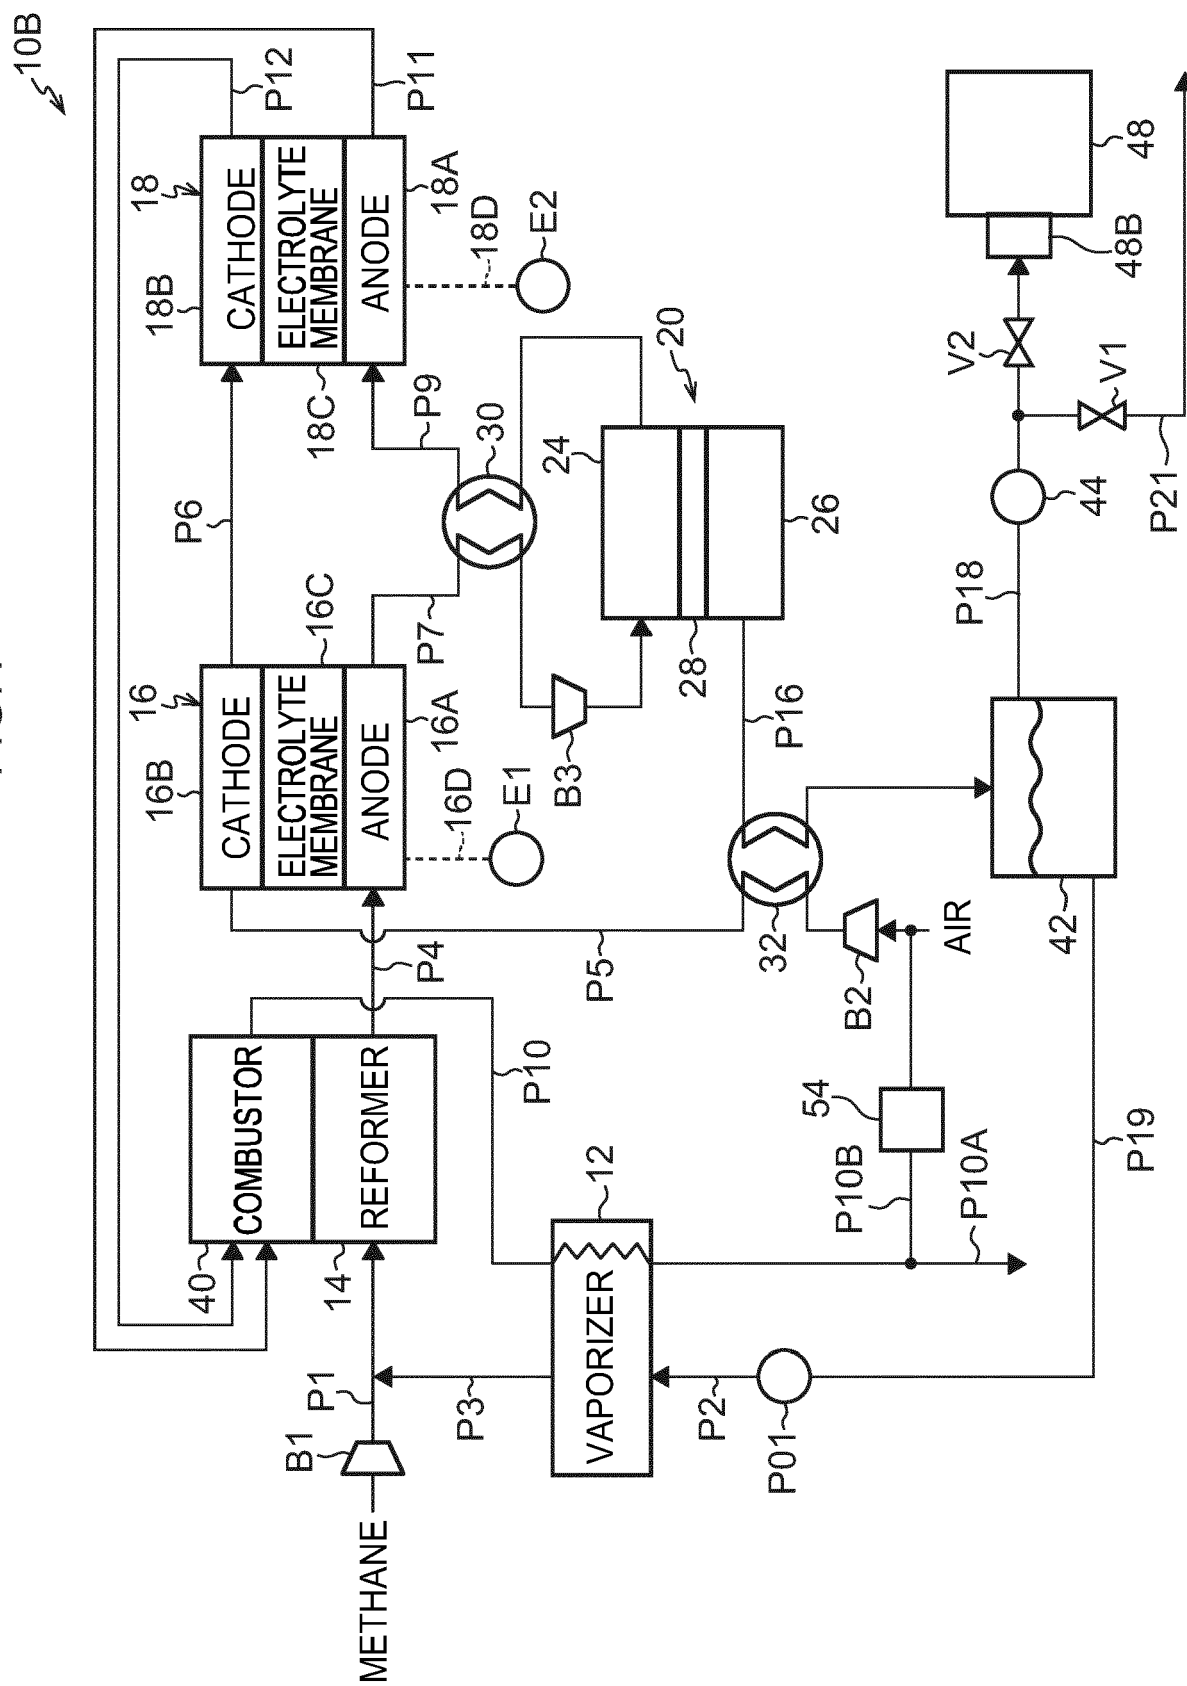 10B
40
16B
16
18B
18
P6
P12
COMBUSTOR
CATHODE
CATHODE
ELECTROLYTE
MEMBRANE
ELECTROLYTE
MEMBRANE
B1
P1
14
16C
18C
METHANE
REFORMER
ANODE
ANODE
P11
P4
16A
18A
P3
16D
P7
P9
18D
E1
30
E2
P10
VAPORIZER
12
P5
B3
24
20
P2
28
P01
32
P16
26
54
B2
P10B
AIR
P10A
V2
P18
42
44
V1
48B
48
P19
P21